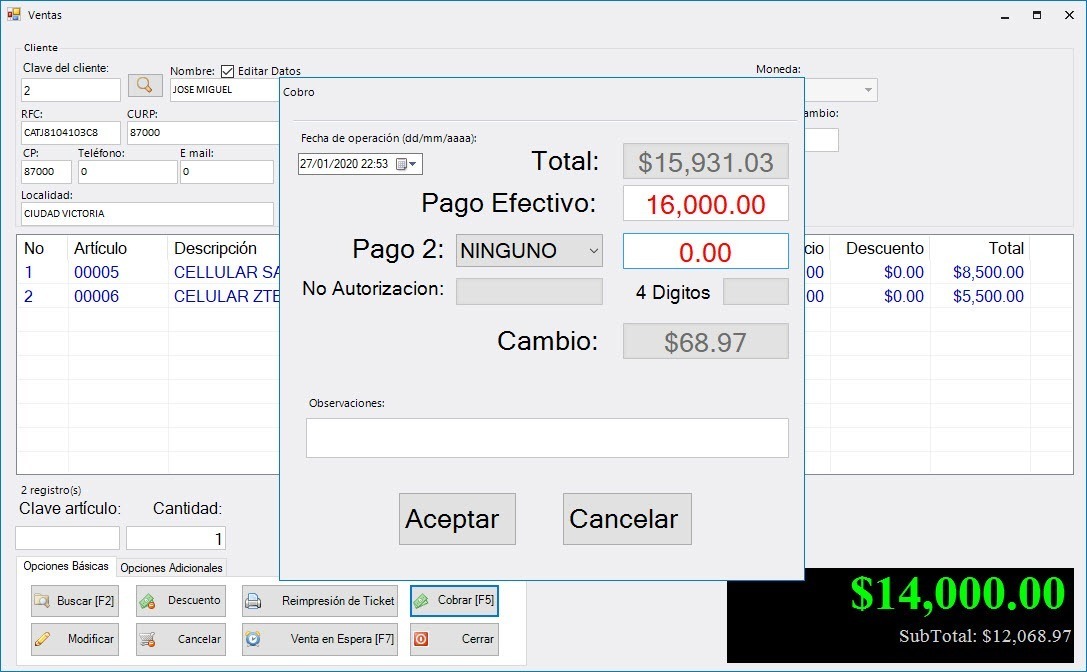 Ventas
Cliente
Clave del cliente:
Nombre: Editar Datos
Moneda:
2
JOSE MIGUEL
Cobro
RFC:
CURP:
ambio:
CATJ8104103C8
87000
CP:
Teléfono:
E mail:
87000
0
0
Localidad:
CIUDAD VICTORIA
Fecha de operación (dd/mm/aaaa):
27/01/2020 22:53
Total:
$15,931.03
Pago Efectivo:
16,000.00
Pago 2:
NINGUNO
0.00
No Autorizacion:
4 Digitos
Cambio:
$68.97
Observaciones:
Aceptar
Cancelar
No Artículo Descripción cio Descuento Total
1 00005 CELLULAR SA 00 $0.00 $8,500.00
2 00006 CELULAR ZTE 00 $0.00 $5,500.00
2 registro(s)
Clave artículo:
Cantidad:
1
Opciones Básicas
Opciones Adicionales
Buscar [F2]
Descuento
Reimpresión de Ticket
Cobrar [F5]
Modificar
Cancelar
Venta en Espera [F7]
Cerrar
$14,000.00
SubTotal: $12,068.97